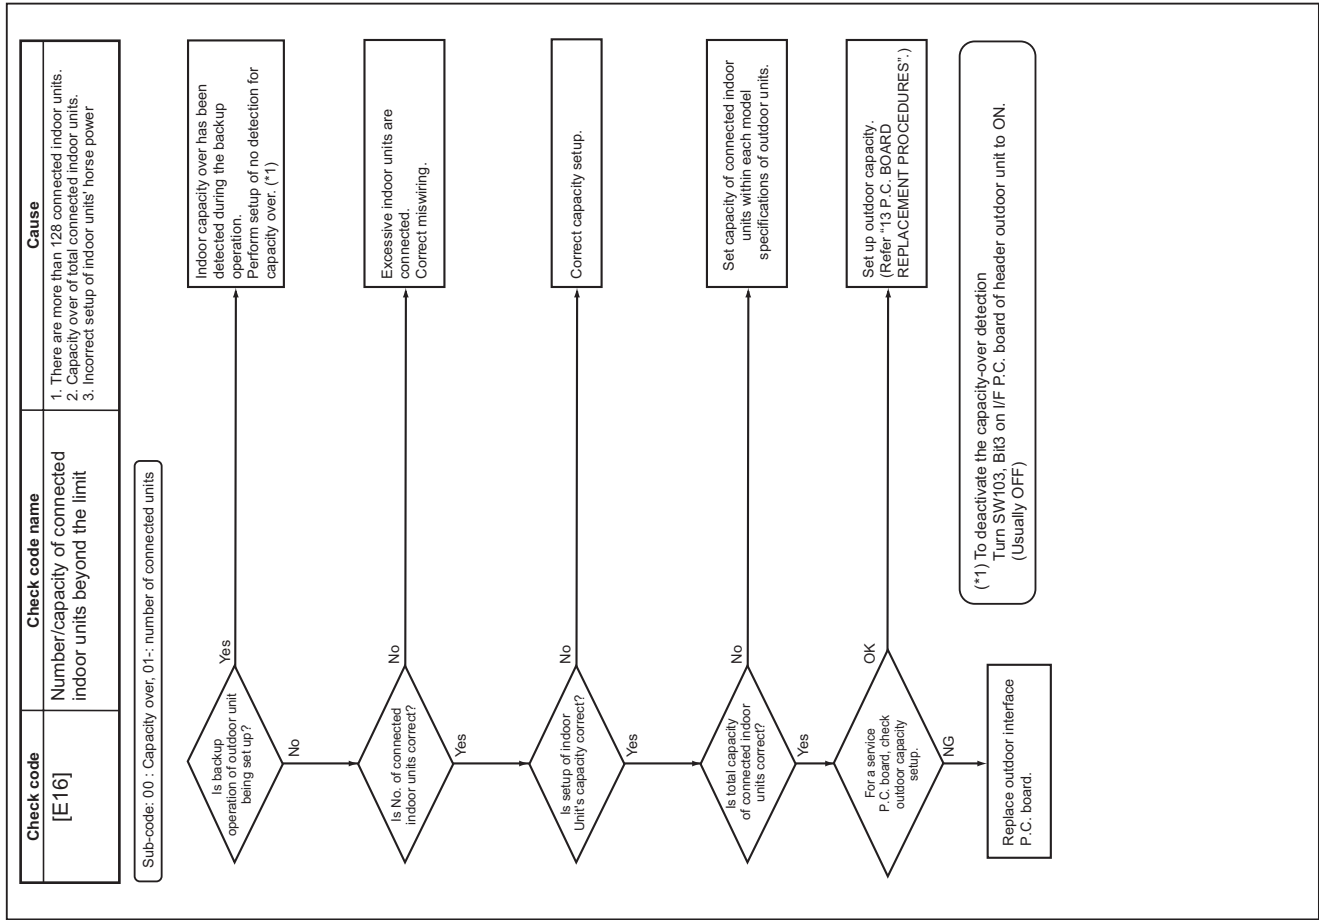 Check code
Check code name
Cause
[E16]
Number/capacity of connected
indoor units beyond the limit
1. There are more than 128 connected indoor units.
2. Capacity over of total connected indoor units.
3. Incorrect setup of indoor units' horse power
Sub-code: 00 : Capacity over, 01-: number of connected units
Is backup
operation of outdoor unit
being set up?
Yes
Indoor capacity over has been
detected during the backup
operation.
Perform setup of no detection for
capacity over. (*1)
No
Is No. of connected
indoor units correct?
No
Excessive indoor units are
connected.
Correct miswiring.
Yes
Is setup of indoor
Unit's capacity correct?
No
Correct capacity setup.
Yes
Is total capacity
of connected indoor
units correct?
No
Set capacity of connected indoor
units within each model
specifications of outdoor units.
Yes
For a service
P.C. board, check
outdoor capacity
setup.
OK
Set up outdoor capacity.
(Refer “13 P.C. BOARD
REPLACEMENT PROCEDURES”.)
NG
Replace outdoor interface
P.C. board.
(*1) To deactivate the capacity-over detection
Turn SW103, Bit3 on I/F P.C. board of header outdoor unit to ON.
(Usually OFF)